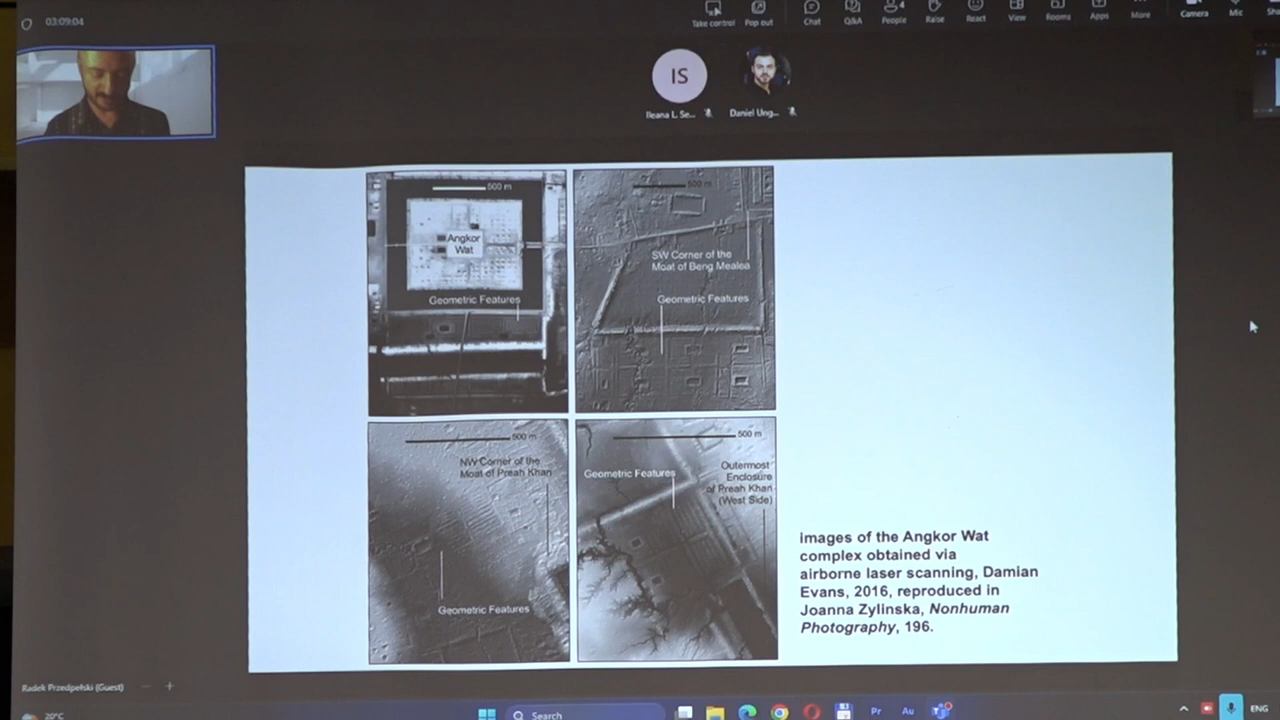 03:09:04
Take control
Pop out
Chat
Q&A
People
4
Raise
React
View
Rooms
Apps
More
Camera
Mic
IS
Ileana L. Se...
Daniel Ung...
500 m
Angkor
Wat
Geometric Features
500 m
SW Corner of the
Moat of Beng Mealea
Geometric Features
500 m
NW Corner of the
Moat of Preah Khan
Geometric Features
500 m
Geometric Features
Outermost
Enclosure
of Preah Khan
(West Side)
images of the Angkor Wat
complex obtained via
airborne laser scanning, Damian
Evans, 2016, reproduced in
Joanna Zylinska, Nonhuman
Photography, 196.
Radek Przedpełski (Guest)
20°C
Search
Pr
Au
ENG